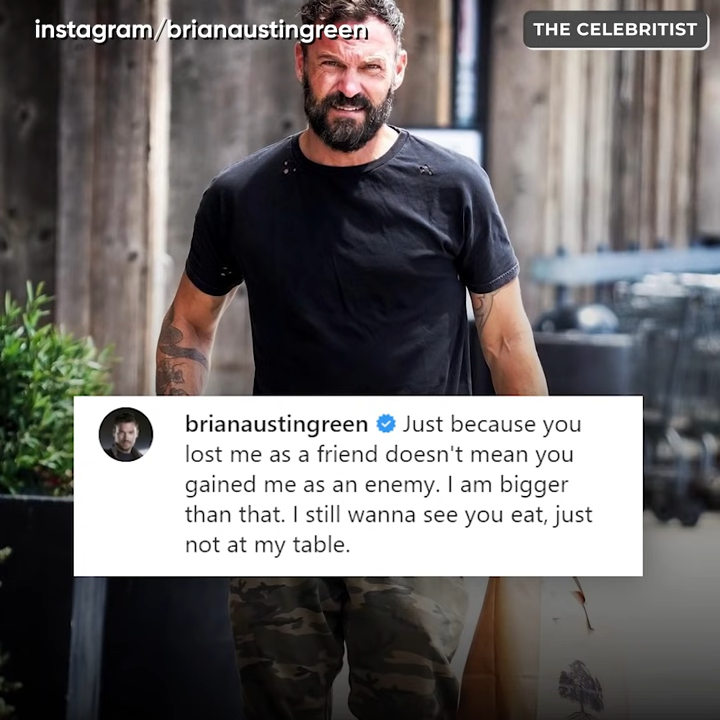 instagram/brianaustingreen
THE CELEBRITIST
brianaustingreen Just because you
lost me as a friend doesn't mean you
gained me as an enemy. I am bigger
than that. I still wanna see you eat, just
not at my table.